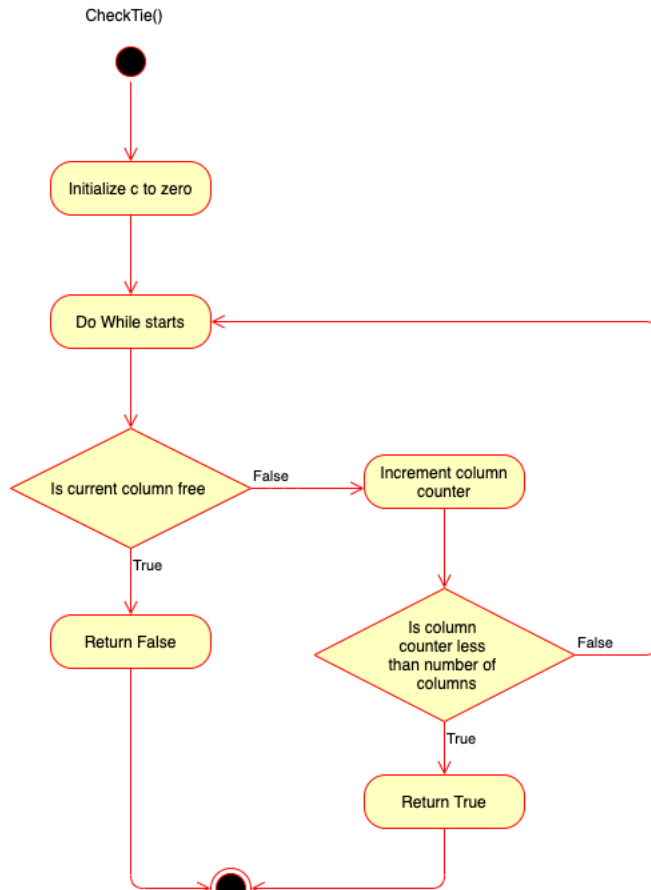 CheckTie()
Initialize c to zero
Do While starts
Is current column free
False
Increment column
counter
True
Return False
Is column
counter less
than number of
columns
False
True
Return True